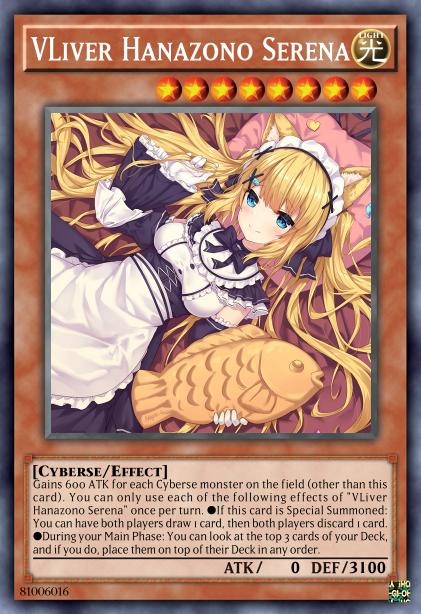 VLiver Hanazono Serena
LIGHT
光
[Cyberse/Effect]
Gains 600 ATK for each Cyberse monster on the field (other than this
card). You can only use each of the following effects of "VLiver
Hanazono Serena" once per turn. ●If this card is Special Summoned:
You can have both players draw 1 card, then both players discard 1 card.
●During your Main Phase: You can look at the top 3 cards of your Deck,
and if you do, place them on top of their Deck in any order.
ATK/ 0 DEF/3100
81006016